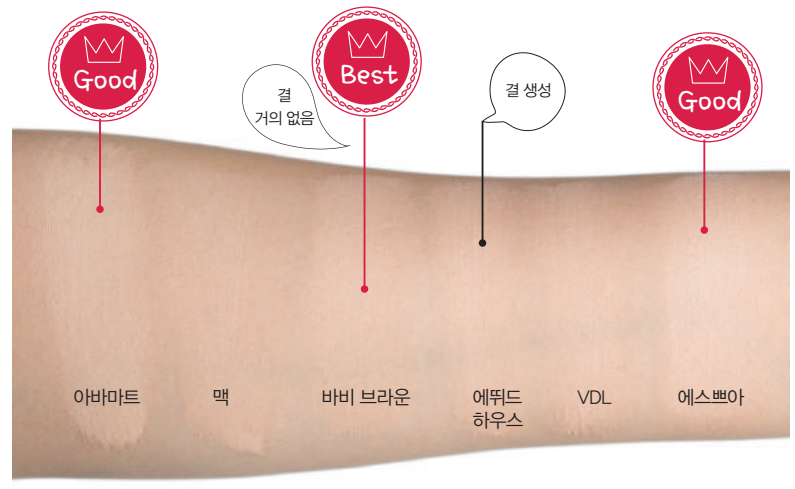 Good
Best
Good
결
거의 없음
결 생성
아바마트
맥
바비 브라운
에뛰드
하우스
VDL
에스쁘아